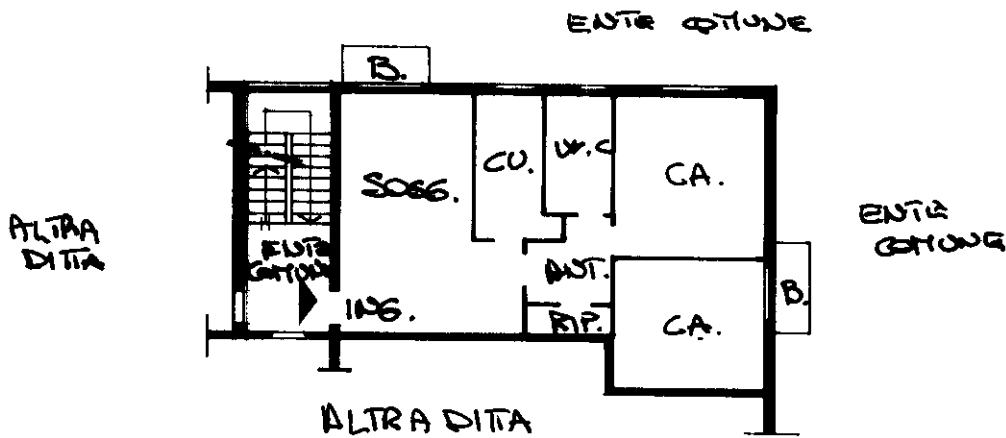 ENTE COMUNE
B.
CU.
W.C
CA.
SOGG.
ALTRA
DITTA
ENTE
COMUNE
ENTE
COMUNE
ANT.
B.
ING.
RIP.
CA.
ALTRA DITTA